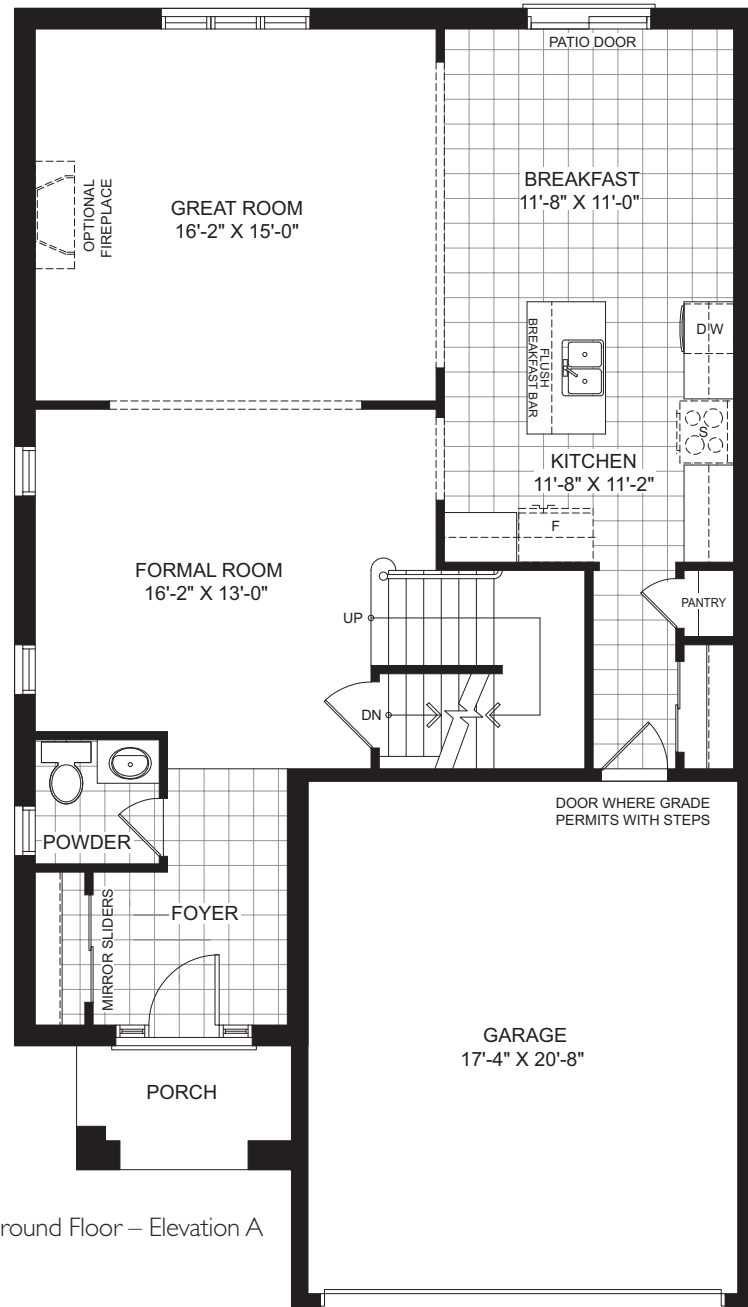 PATIO DOOR
BREAKFAST
11'-8" X 11'-0"
GREAT ROOM
16'-2" X 15'-0"
OPTIONAL
FIREPLACE
FLUSH
BREAKFAST BAR
DW
S
KITCHEN
11'-8" X 11'-2"
F
FORMAL ROOM
16'-2" X 13'-0"
UP
PANTRY
DN
DOOR WHERE GRADE
PERMITS WITH STEPS
POWDER
MIRROR SLIDERS
FOYER
GARAGE
17'-4" X 20'-8"
PORCH
round Floor – Elevation A